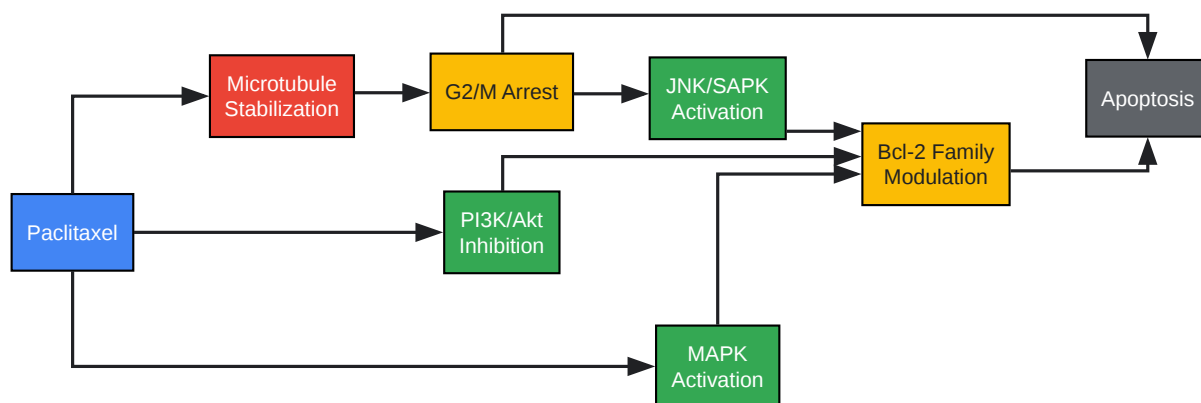 Microtubule
Stabilization
G2/M Arrest
JNK/SAPK
Activation
Apoptosis
Bcl-2 Family
Modulation
Paclitaxel
PI3K/Akt
Inhibition
MAPK
Activation